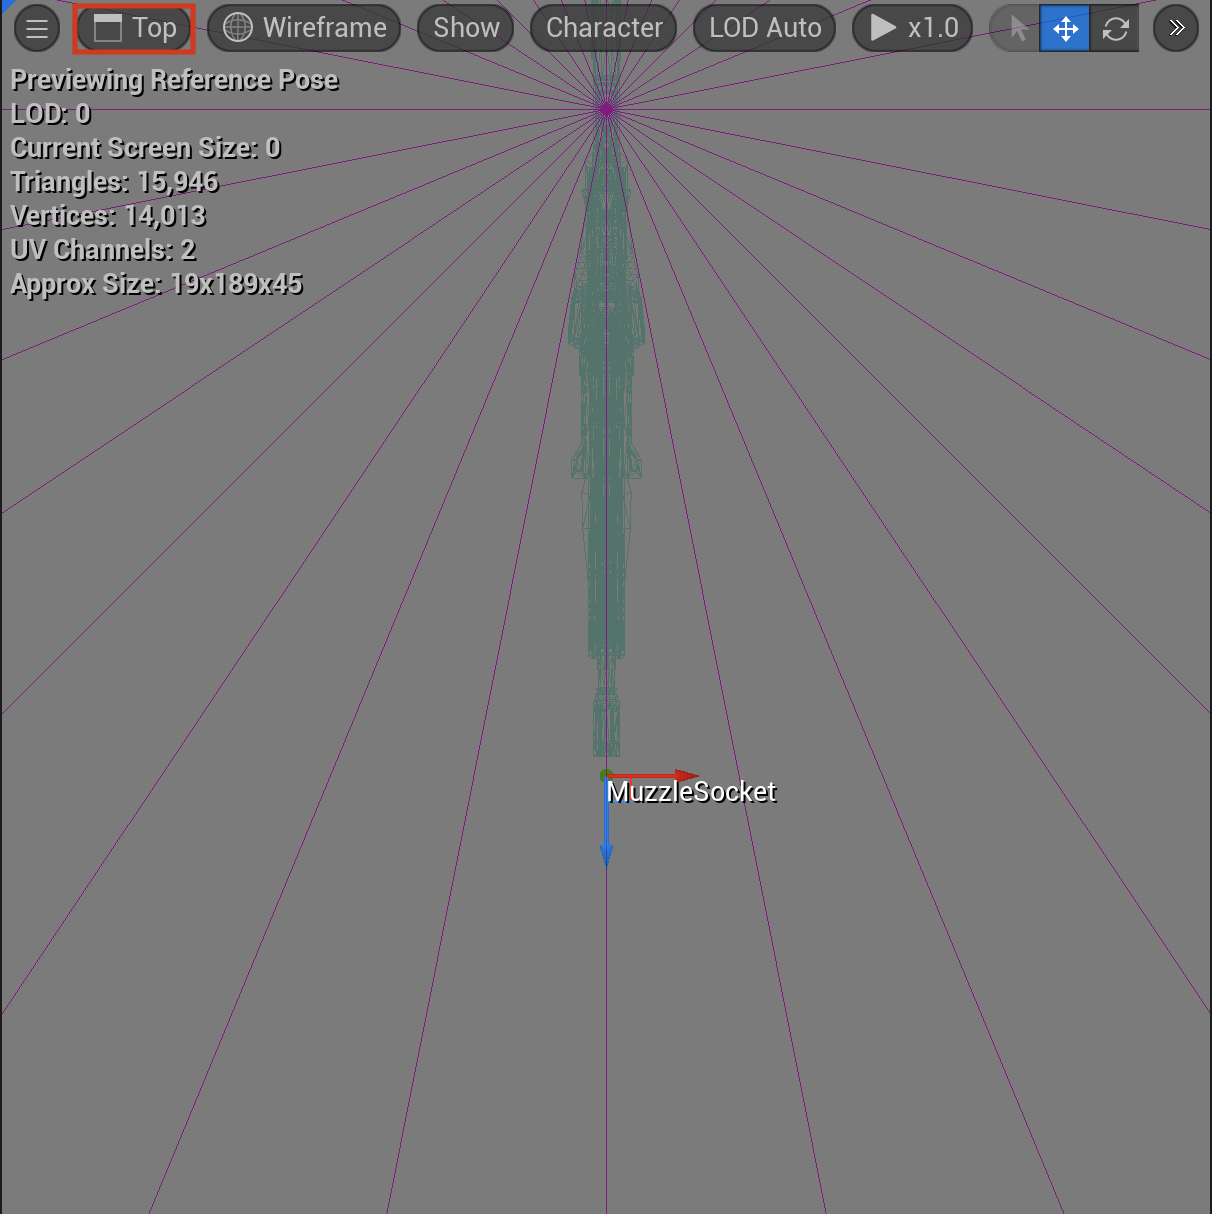 Top Wireframe Show Character LOD Auto x1.0
Previewing Reference Pose
LOD: 0
Current Screen Size: 0
Triangles: 15,946
Vertices: 14,013
UV Channels: 2
Approx Size: 19x189x45
MuzzleSocket